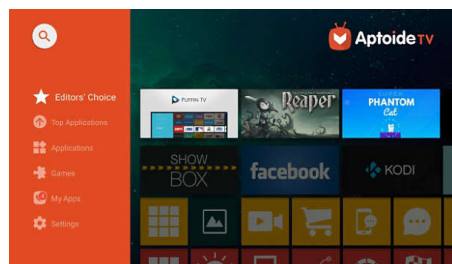 Aptoide TV
Editors' Choice
Top Applications
Applications
Games
My Apps
Settings
PUFFIN TV
Reaper
SUPER
PHANTOM
Cat
SHOW
BOX
facebook
KODI